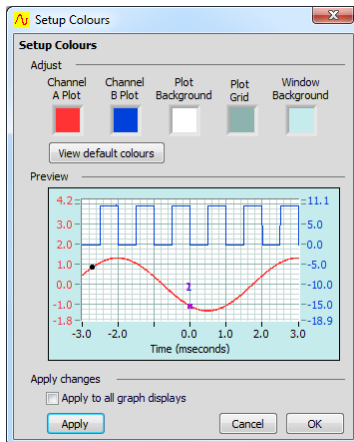 Setup Colours
Setup Colours
Adjust
Channel A Plot
Channel B Plot
Plot Background
Plot Grid
Window Background
View default colours
Preview
4.2
3.0
2.0
1.0
0.0
-1.0
-1.8
11.1
5.0
0.0
-5.0
-10.0
-15.0
-18.9
1
-3.0 -2.0 0.0 1.0 2.0 3.0
Time (mseconds)
Apply changes
Apply to all graph displays
Apply Cancel OK